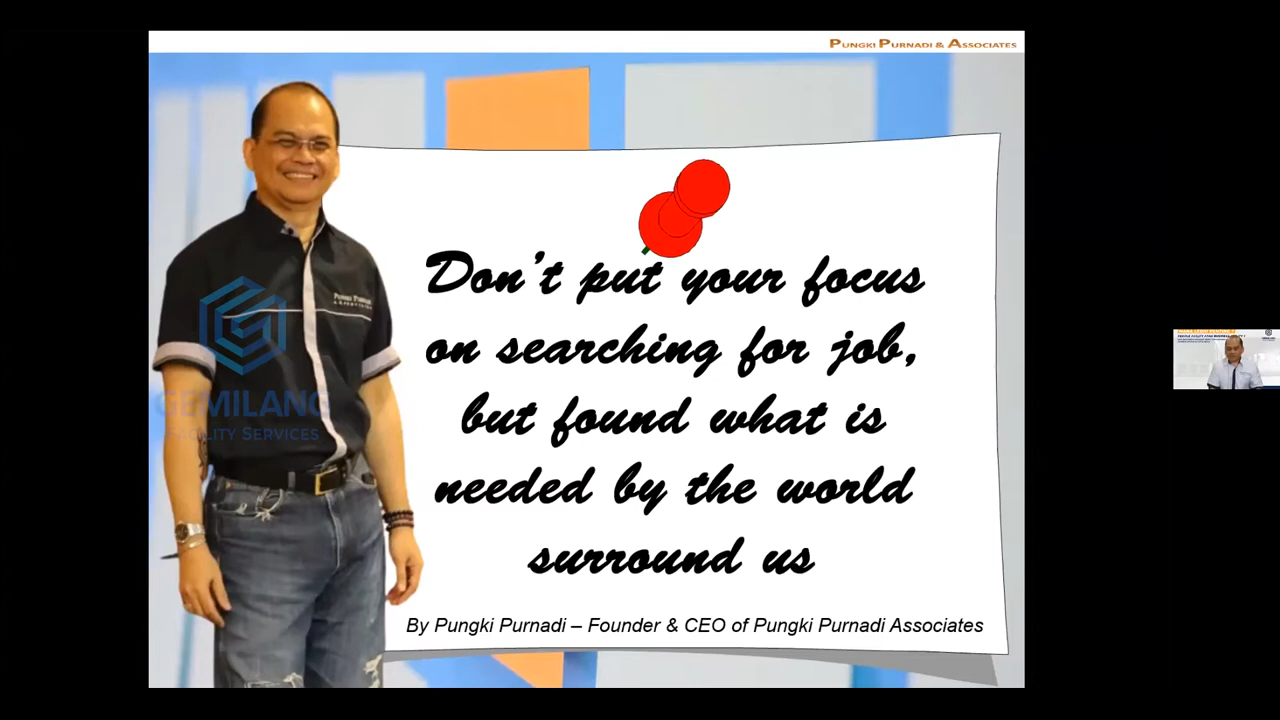 PUNGKI PURNADI & ASSOCIATES
Don't put your focus
on searching for job,
but found what is
needed by the world
surround us
By Pungki Purnadi – Founder & CEO of Pungki Purnadi Associates
GEMILANG
FACILITY SERVICES